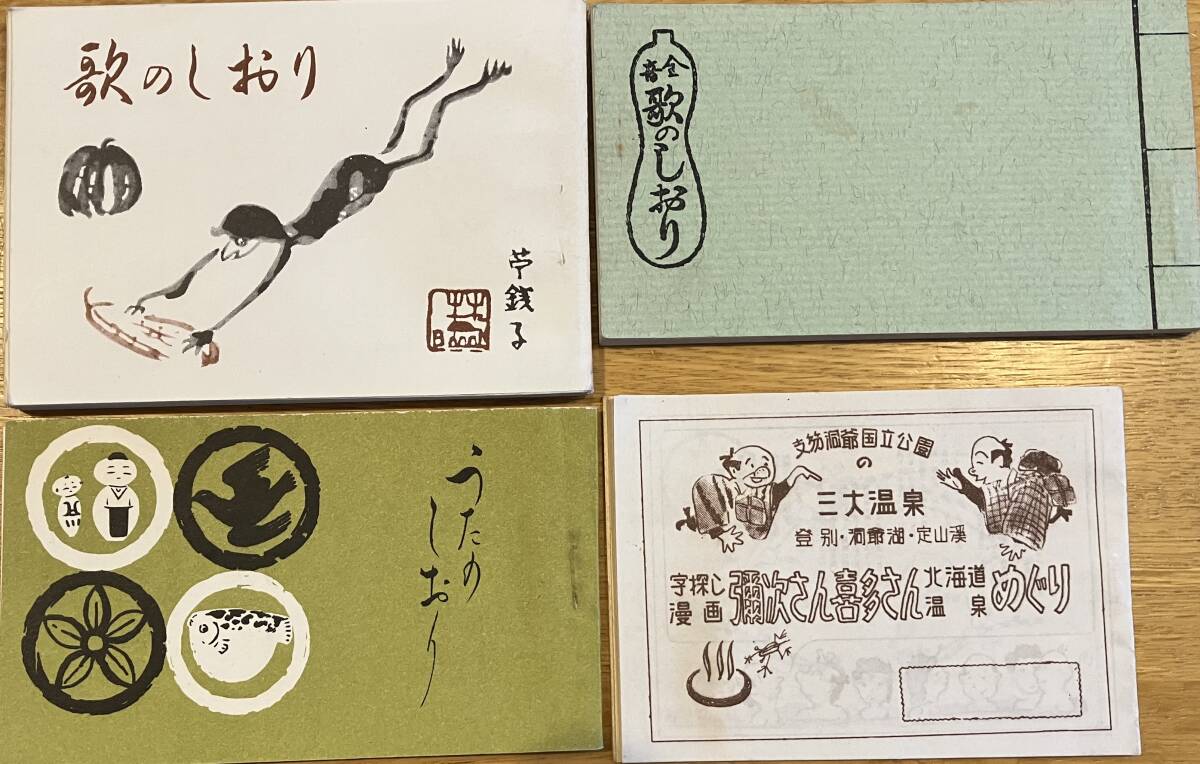 歌のしおり
芋銭子
全音
歌のしおり
うたの
しおり
支笏洞爺国立公園
の
三大温泉
登別・洞爺湖・定山渓
字探し漫画 彌次さん喜多さん 北海道温泉 めぐり